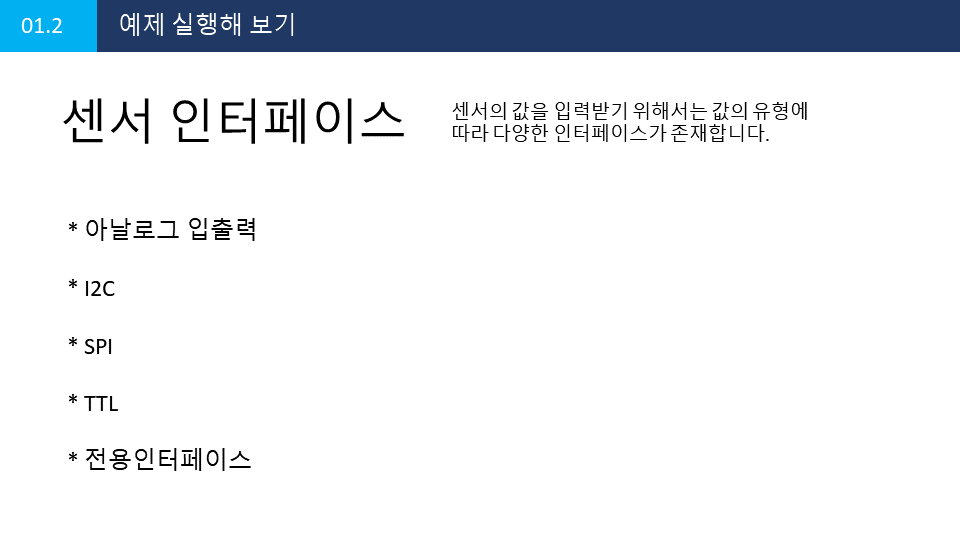 01.2 예제 실행해 보기
센서 인터페이스
센서의 값을 입력받기 위해서는 값의 유형에
따라 다양한 인터페이스가 존재합니다.
* 아날로그 입출력
* I2C
* SPI
* TTL
* 전용인터페이스